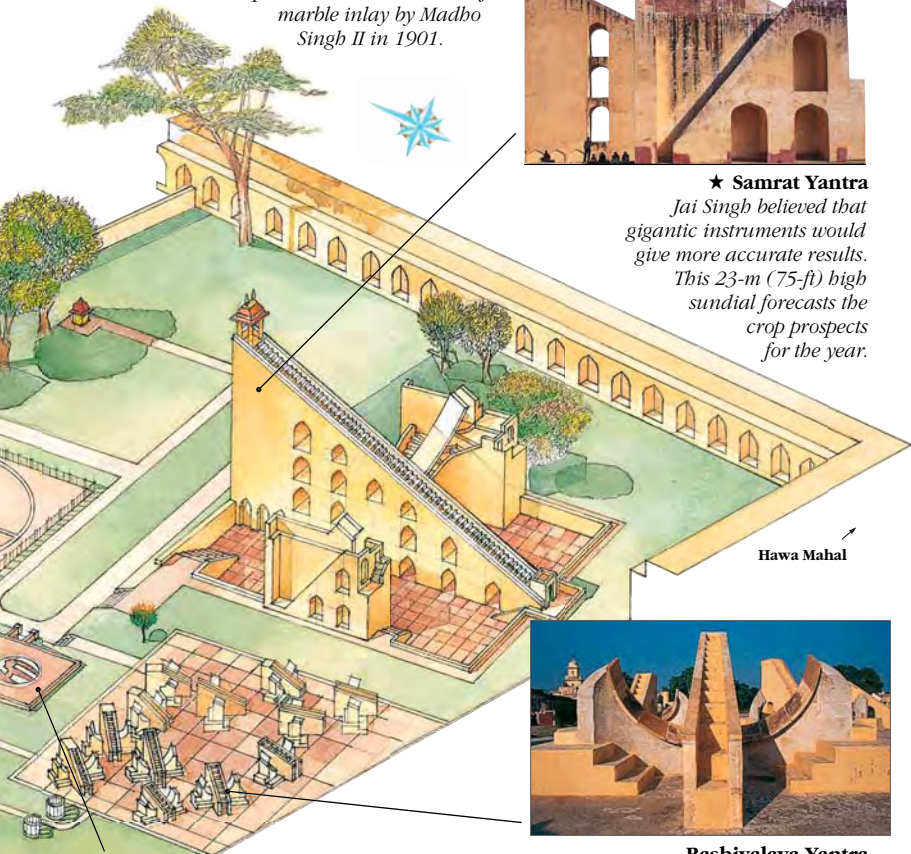 marble inlay by Madho
Singh II in 1901.
★ Samrat Yantra
Jai Singh believed that
gigantic instruments would
give more accurate results.
This 23-m (75-ft) high
sundial forecasts the
crop prospects
for the year.
Hawa Mahal